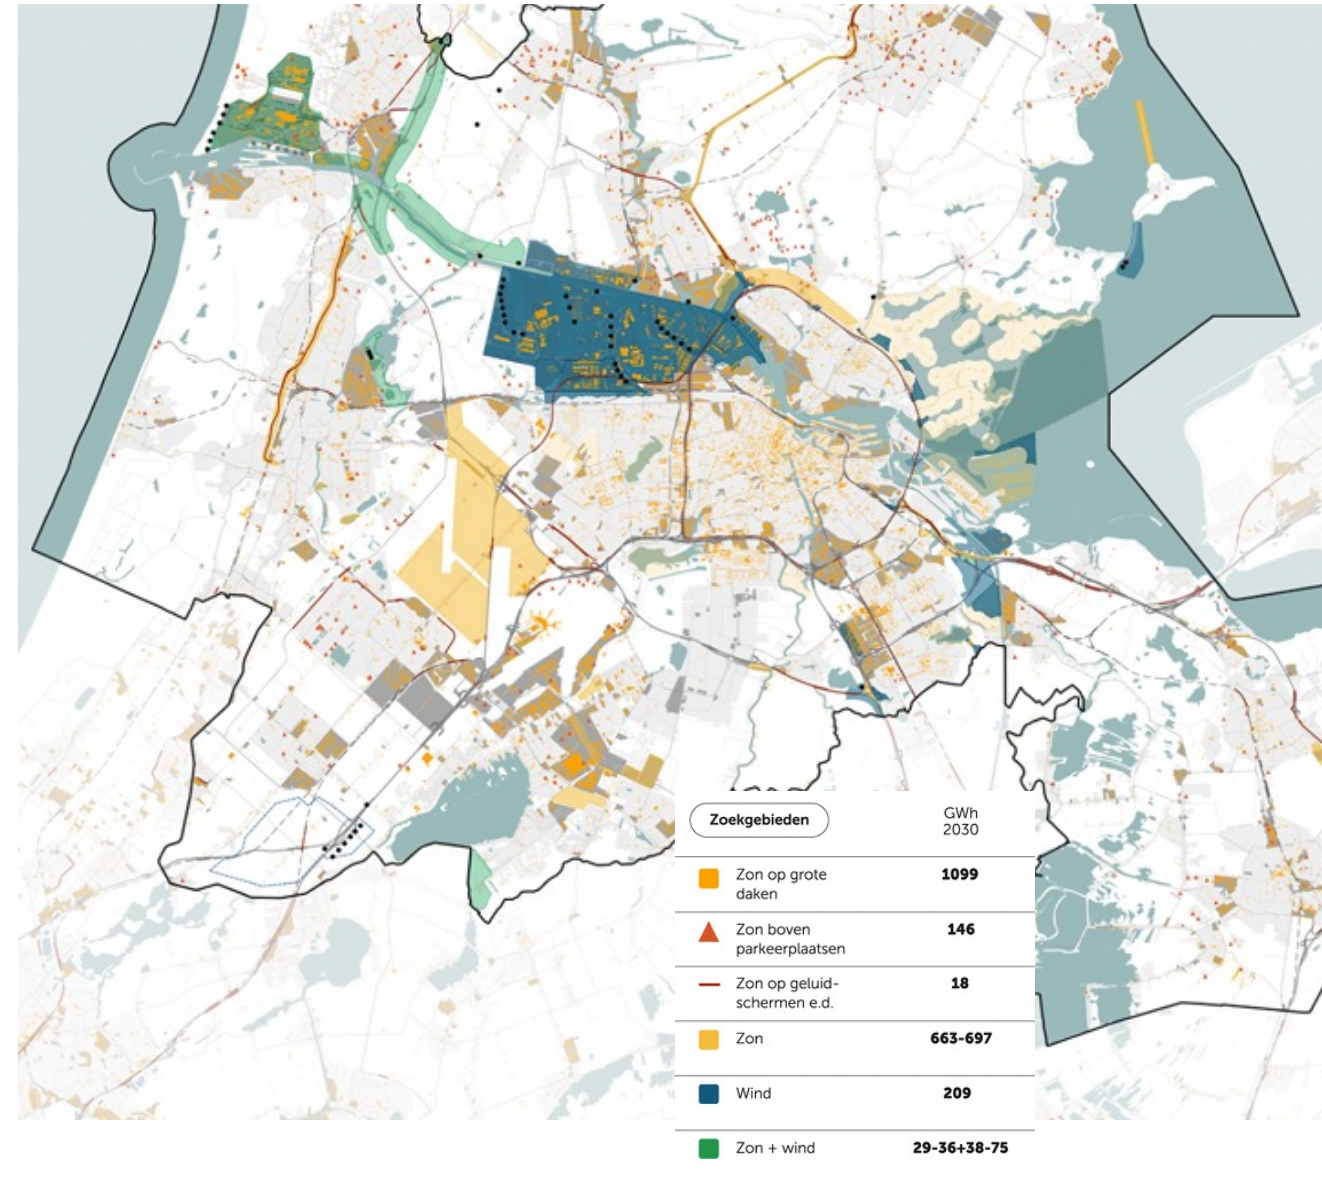 Zoekgebieden
GWh
2030
Zon op grote
daken
1099
Zon boven
parkeerplaatsen
146
Zon op geluid-
schermen e.d.
18
Zon
663-697
Wind
209
Zon + wind
29-36+38-75